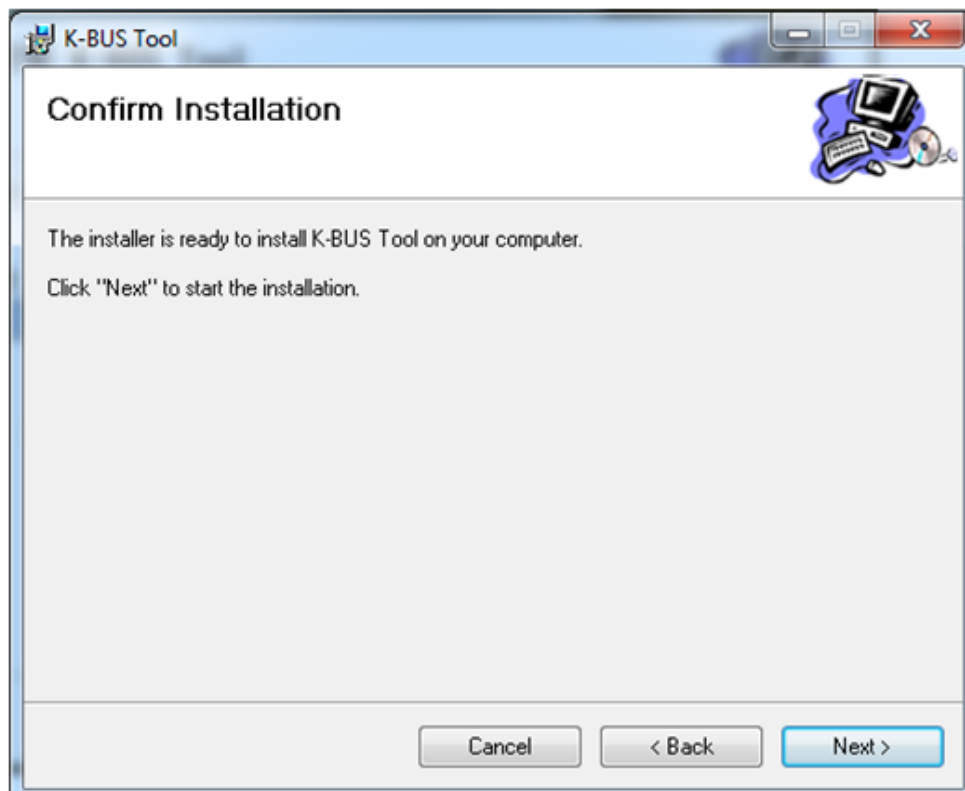 K-BUS Tool
Confirm Installation
The installer is ready to install K-BUS Tool on your computer.
Click "Next" to start the installation.
Cancel
< Back
Next >